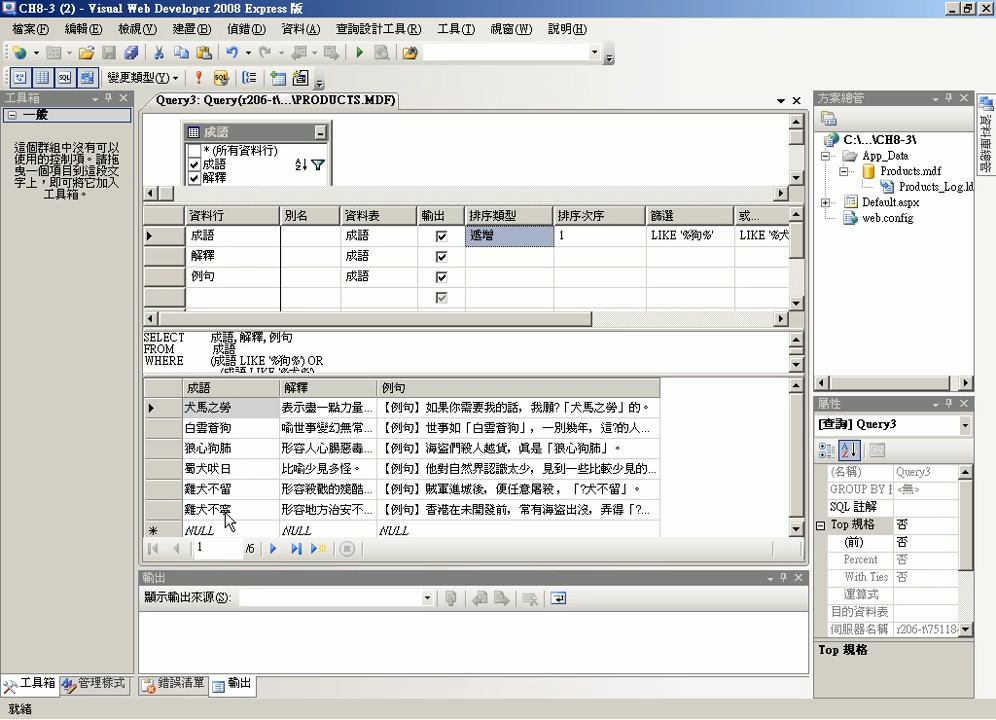 CH8-3 (2) - Visual Web Developer 2008 Express 版
檔案(F) 編輯(E) 檢視(V) 建置(B) 偵錯(D) 資料(A) 查詢設計工具(R) 工具(T) 視窗(W) 說明(H)
變更類型(Y)
工具箱
一般
這個群組中沒有可以
使用的控制項。請拖
曳一個項目到這段文
字上，即可將它加入
工具箱。
Query3: Query(r206-t\...\PRODUCTS.MDF)
成語
* (所有資料行)
成語
解釋
資料行 別名 資料表 輸出 排序類型 排序次序 篩選 或...
成語 成語 遞增 1 LIKE '%狗%' LIKE '%犬
解釋 成語
例句 成語
SELECT 成語, 解釋, 例句
FROM 成語
WHERE (成語 LIKE '%狗%') OR
(成語 LIKE '%犬%')
成語 解釋 例句
犬馬之勞 表示盡一點力量... 【例句】如果你需要我的話，我願?「犬馬之勞」的。
白雲蒼狗 喻世事變幻無常... 【例句】世事如「白雲蒼狗」，一別幾年，這?的人...
狼心狗肺 形容人心腸惡毒... 【例句】海盜們殺人越貨，真是「狼心狗肺」。
蜀犬吠日 比喻少見多怪。 【例句】他對自然界認識太少，見到一些比較少見的...
雞犬不留 形容殺戮的殘酷... 【例句】賊軍進城後，便任意屠殺，「?犬不留」。
雞犬不寧 形容地方治安不... 【例句】香港在未開發前，常有海盜出沒，弄得「?...
NULL NULL NULL
1 /6
輸出
顯示輸出來源(S):
工具箱 管理樣式 錯誤清單 輸出
就緒
方案總管
C:\...\CH8-3\
App_Data
Products.mdf
Products_Log.ld
Default.aspx
web.config
資料庫總管
屬性
[查詢] Query3
(名稱) Query3
GROUP BY <無>
SQL 註解
Top 規格 否
(前) 否
Percent 否
With Ties 否
運算式
目的資料表
伺服器名稱 r206-t\75118
Top 規格